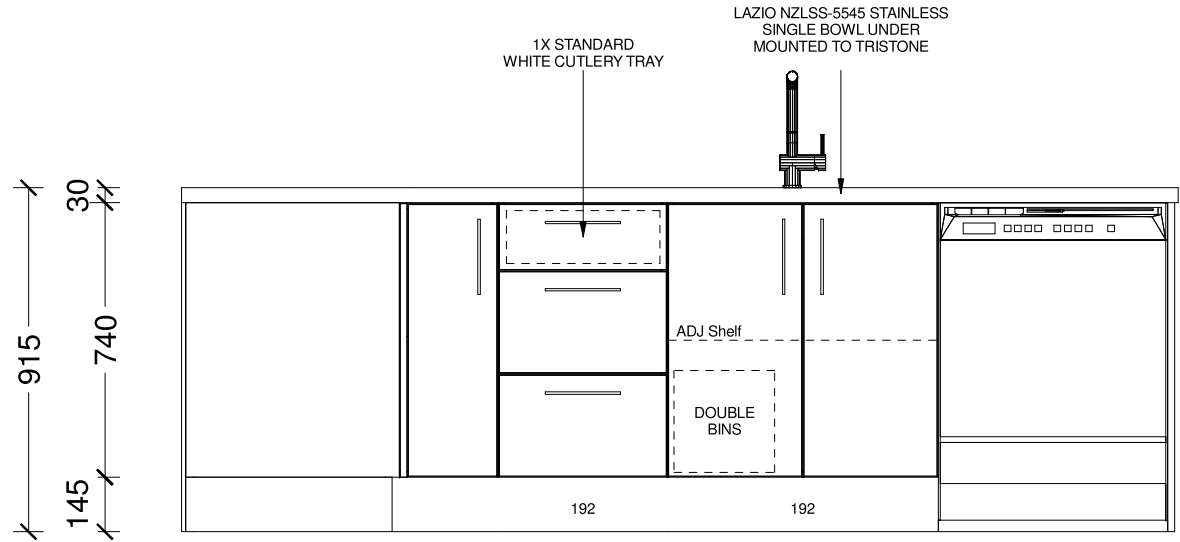 LAZIO NZLSS-5545 STAINLESS
SINGLE BOWL UNDER
MOUNTED TO TRISTONE
1X STANDARD
WHITE CUTLERY TRAY
30
740
915
145
ADJ Shelf
DOUBLE
BINS
192
192